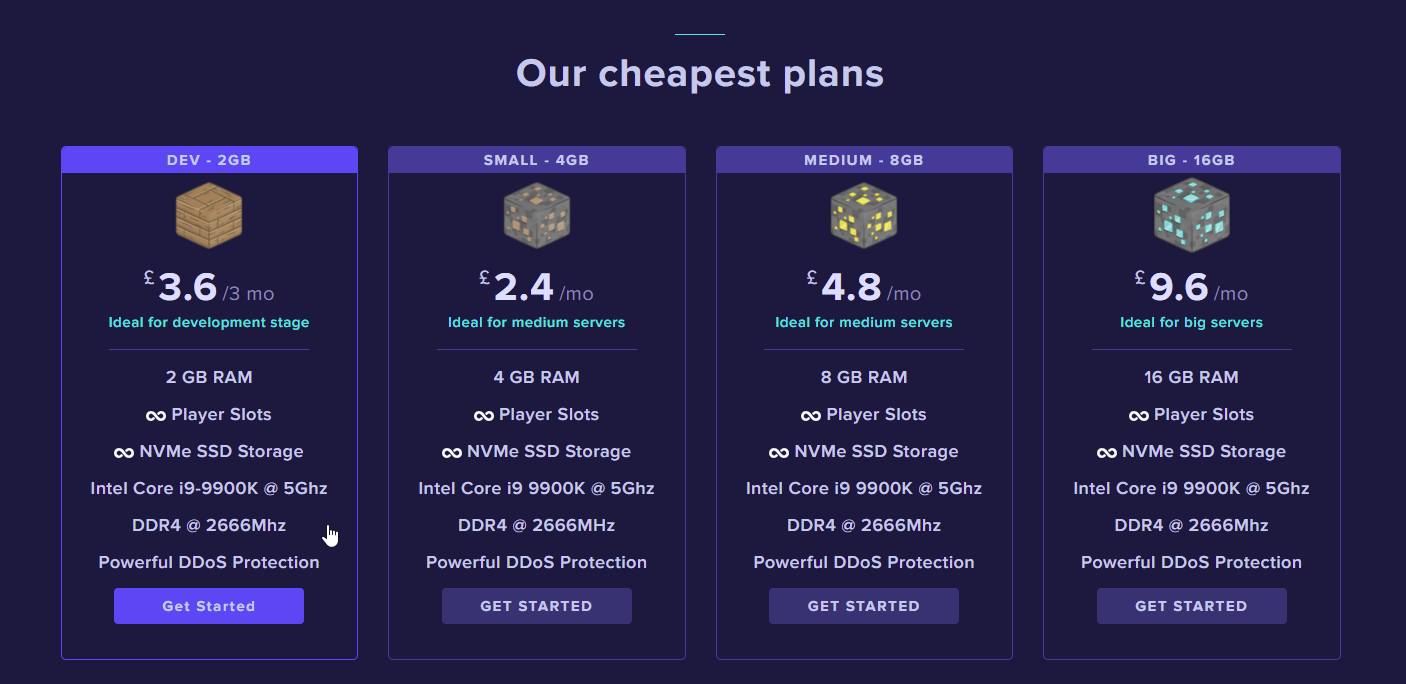 Our cheapest plans
DEV - 2GB
£3.6 /3 mo
Ideal for development stage
2 GB RAM
∞ Player Slots
∞ NVMe SSD Storage
Intel Core i9-9900K @ 5Ghz
DDR4 @ 2666Mhz
Powerful DDoS Protection
Get Started
SMALL - 4GB
£2.4 /mo
Ideal for medium servers
4 GB RAM
∞ Player Slots
∞ NVMe SSD Storage
Intel Core i9 9900K @ 5Ghz
DDR4 @ 2666MHz
Powerful DDoS Protection
GET STARTED
MEDIUM - 8GB
£4.8 /mo
Ideal for medium servers
8 GB RAM
∞ Player Slots
∞ NVMe SSD Storage
Intel Core i9 9900K @ 5Ghz
DDR4 @ 2666Mhz
Powerful DDoS Protection
GET STARTED
BIG - 16GB
£9.6 /mo
Ideal for big servers
16 GB RAM
∞ Player Slots
∞ NVMe SSD Storage
Intel Core i9 9900K @ 5Ghz
DDR4 @ 2666Mhz
Powerful DDoS Protection
GET STARTED